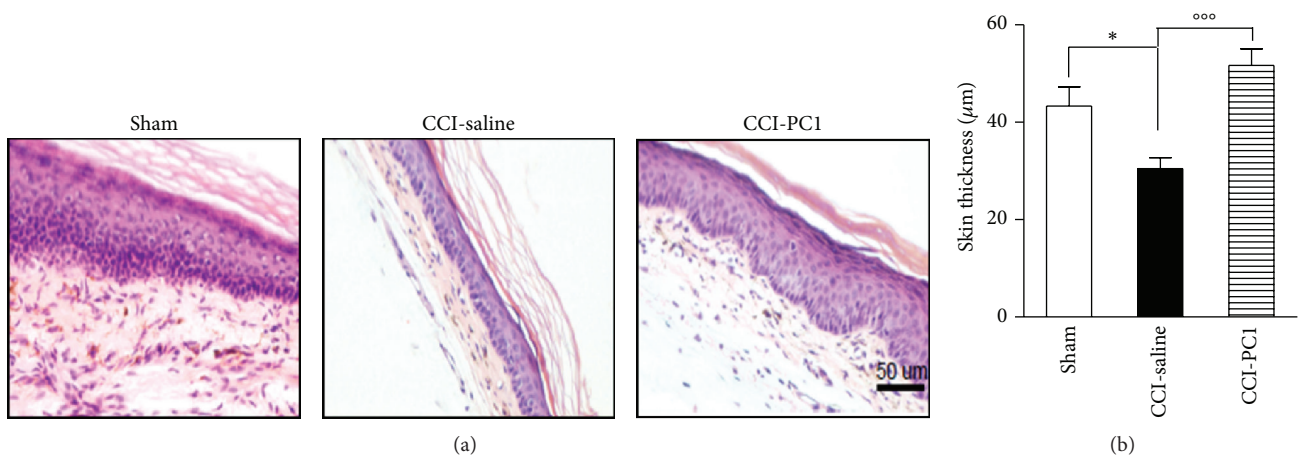 Sham
CCI-saline
CCI-PC1
50 um
(a)
Skin thickness (μm)
60
40
20
0
*
°°°
Sham
CCI-saline
CCI-PC1
(b)